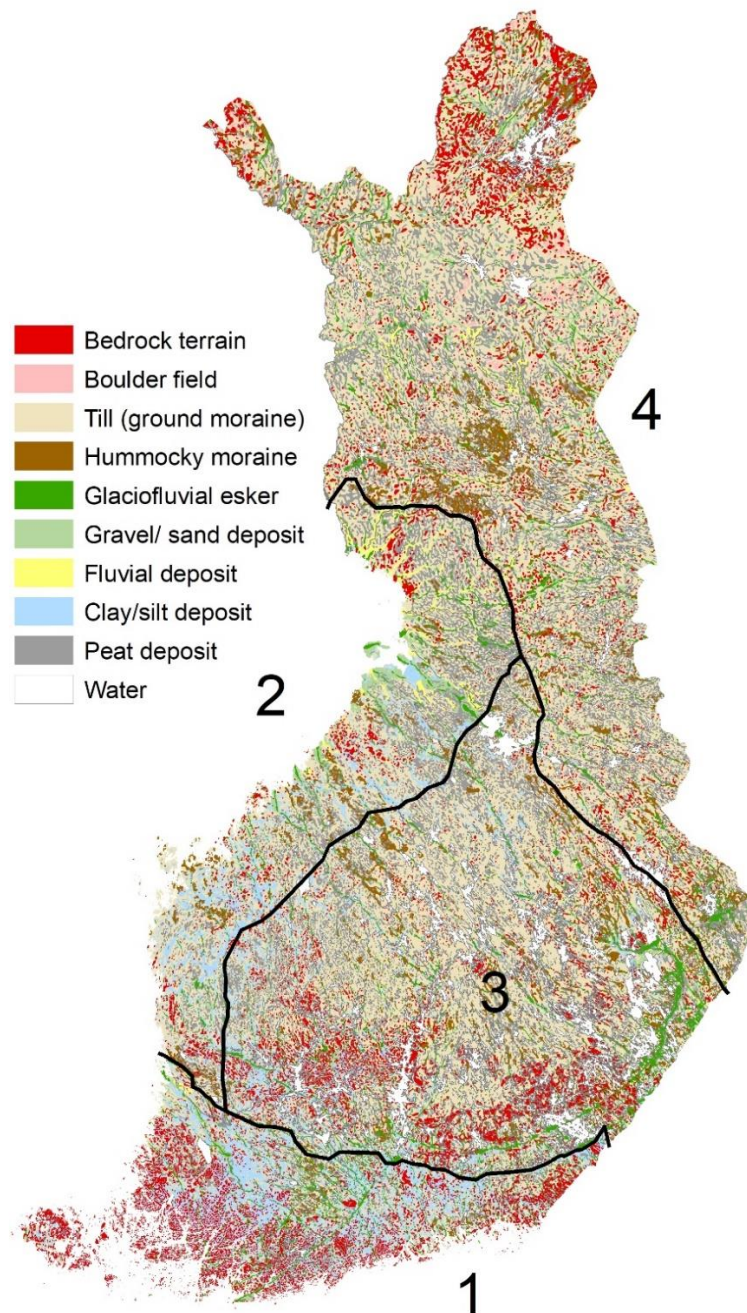 Bedrock terrain
Boulder field
Till (ground moraine)
Hummocky moraine
Glaciofluvial esker
Gravel/ sand deposit
Fluvial deposit
Clay/silt deposit
Peat deposit
Water
4
2
3
1